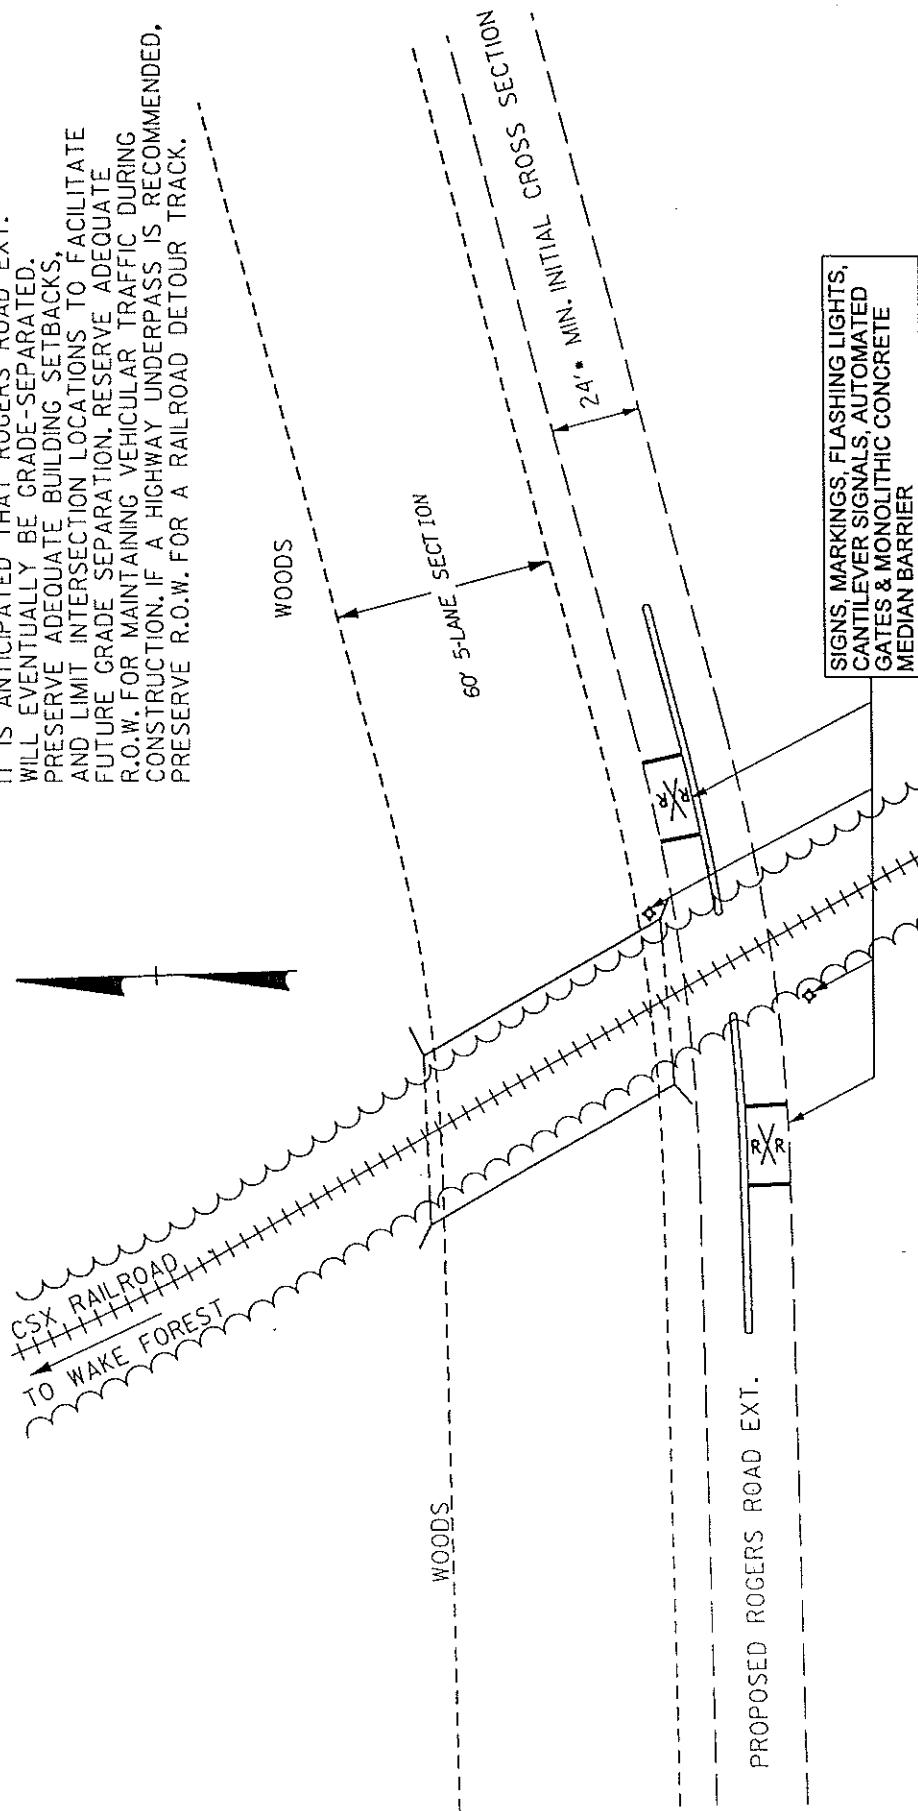 IT IS ANTICIPATED THAT ROGERS ROAD EXT.
WILL EVENTUALLY BE GRADE-SEPARATED.
PRESERVE ADEQUATE BUILDING SETBACKS,
AND LIMIT INTERSECTION LOCATIONS TO FACILITATE
FUTURE GRADE SEPARATION. RESERVE ADEQUATE
R.O.W. FOR MAINTAINING VEHICULAR TRAFFIC DURING
CONSTRUCTION. IF A HIGHWAY UNDERPASS IS RECOMMENDED,
PRESERVE R.O.W. FOR A RAILROAD DETOUR TRACK.
WOODS
60' 5-LANE SECTION
24'* MIN. INITIAL CROSS SECTION
CSX RAILROAD
TO WAKE FOREST
WOODS
R R
R R
PROPOSED ROGERS ROAD EXT.
SIGNS, MARKINGS, FLASHING LIGHTS,
CANTILEVER SIGNALS, AUTOMATED
GATES & MONOLITHIC CONCRETE
MEDIAN BARRIER